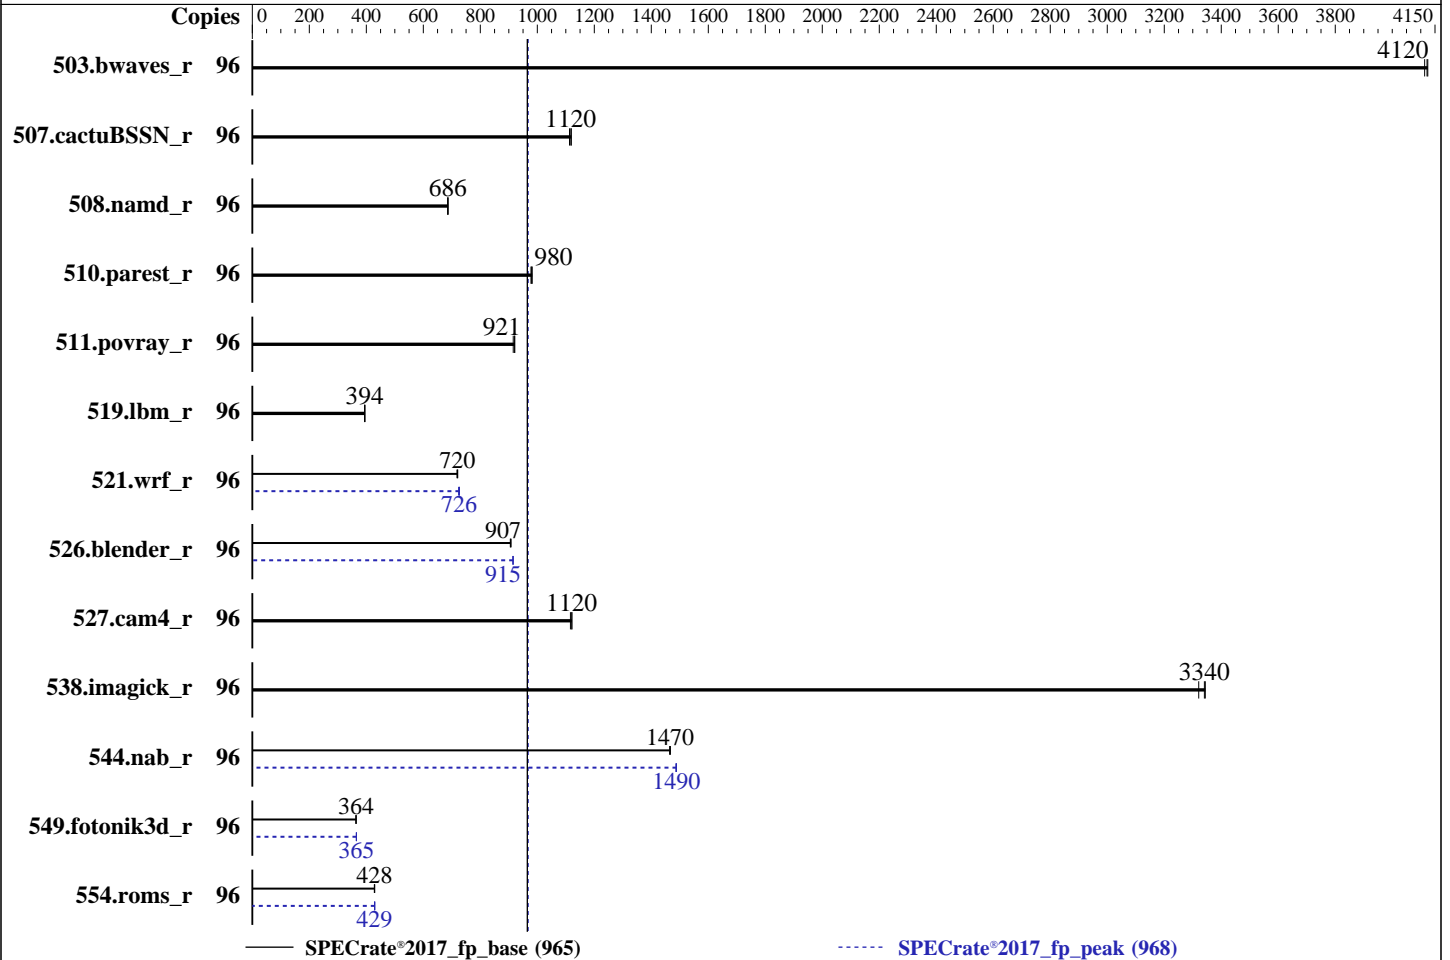 Copies 0 200 400 600 800 1000 1200 1400 1600 1800 2000 2200 2400 2600 2800 3000 3200 3400 3600 3800 4150
4120
503.bwaves_r 96
1120
507.cactuBSSN_r 96
686
508.namd_r 96
980
510.parest_r 96
921
511.povray_r 96
394
519.lbm_r 96
720
521.wrf_r 96
726
907
526.blender_r 96
915
1120
527.cam4_r 96
3340
538.imagick_r 96
1470
544.nab_r 96
1490
364
549.fotonik3d_r 96
365
428
554.roms_r 96
429
SPECrate®2017_fp_base (965) SPECrate®2017_fp_peak (968)